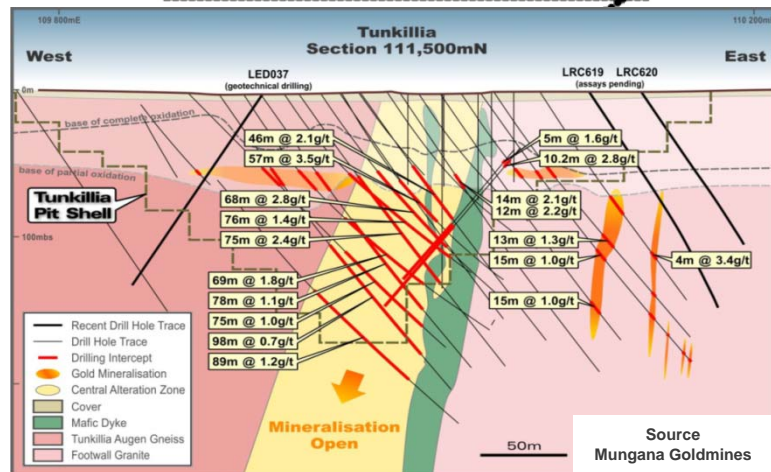 109 800mE
110 200mE
Tunkillia
Section 111,500mN
West
East
LED037
(geotechnical drilling)
LRC619
LRC620
(assays pending)
0m
base of complete oxidation
46m @ 2.1g/t
57m @ 3.5g/t
5m @ 1.6g/t
10.2m @ 2.8g/t
base of partial oxidation
Tunkillia
Pit Shell
68m @ 2.8g/t
76m @ 1.4g/t
75m @ 2.4g/t
14m @ 2.1g/t
12m @ 2.2g/t
100mbs
13m @ 1.3g/t
15m @ 1.0g/t
4m @ 3.4g/t
69m @ 1.8g/t
78m @ 1.1g/t
75m @ 1.0g/t
98m @ 0.7g/t
89m @ 1.2g/t
15m @ 1.0g/t
Recent Drill Hole Trace
Drill Hole Trace
Drilling Intercept
Gold Mineralisation
Central Alteration Zone
Cover
Mafic Dyke
Tunkillia Augen Gneiss
Footwall Granite
Mineralisation
Open
50m
Source
Mungana Goldmines